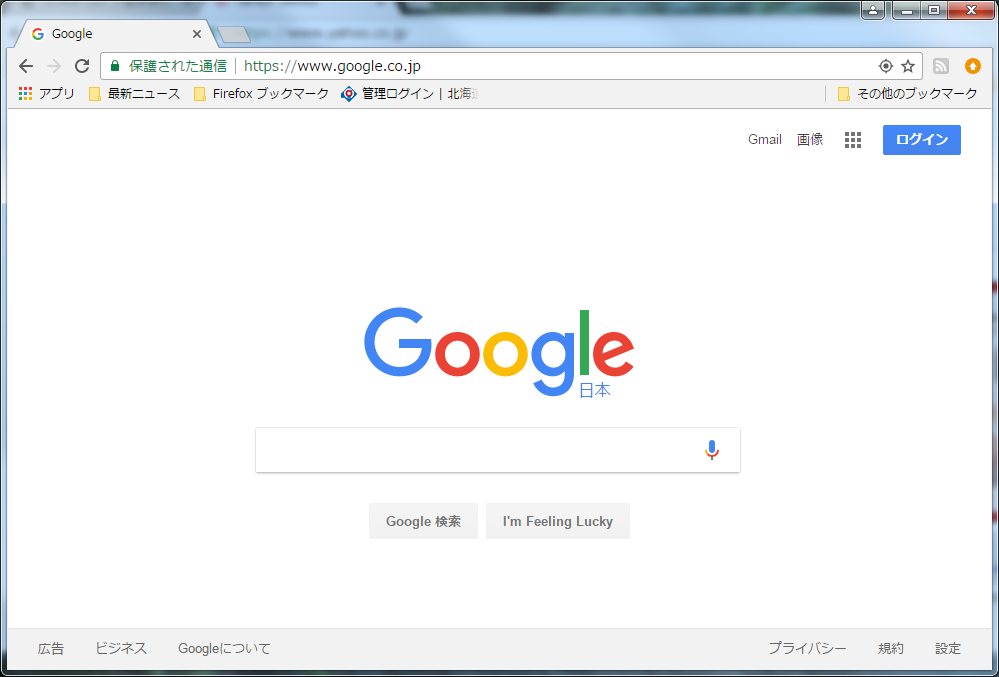 Google
保護された通信 https://www.google.co.jp
アプリ 最新ニュース Firefox ブックマーク 管理ログイン | 北海 その他のブックマーク
Gmail 画像 ログイン
Google
日本
Google 検索 I'm Feeling Lucky
広告 ビジネス Googleについて プライバシー 規約 設定